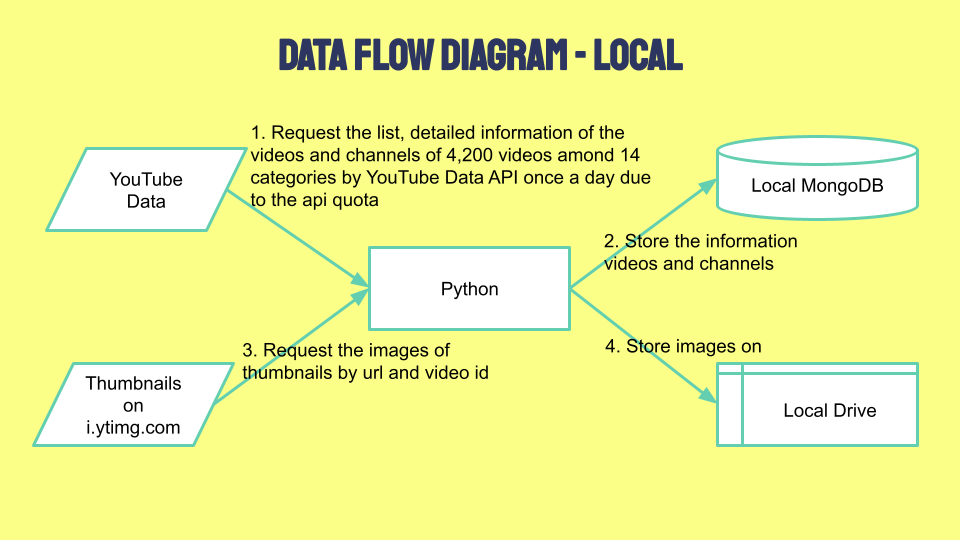 DATA FLOW DIAGRAM - LOCAL
1. Request the list, detailed information of the
videos and channels of 4,200 videos amond 14
categories by YouTube Data API once a day due
to the api quota
YouTube
Data
Local MongoDB
2. Store the information
videos and channels
Python
3. Request the images of
thumbnails by url and video id
4. Store images on
Thumbnails
on
i.ytimg.com
Local Drive